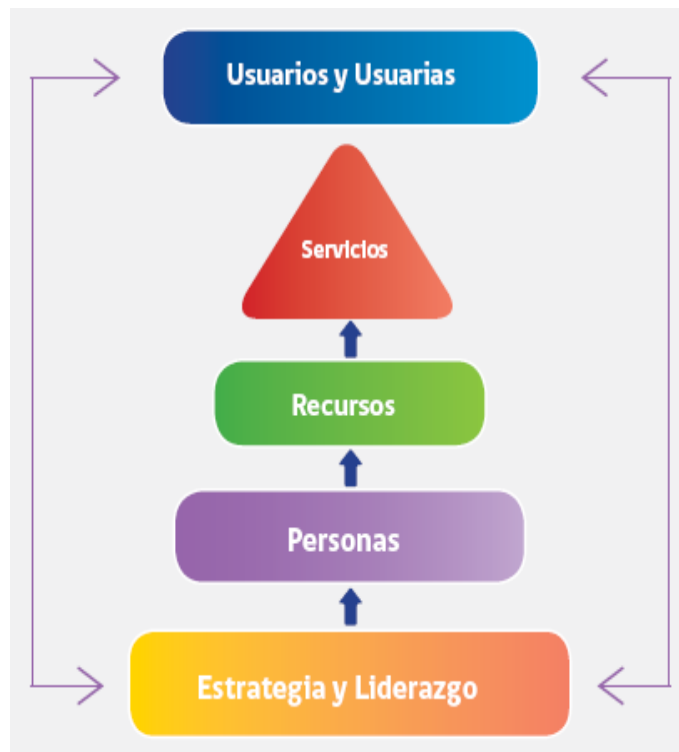 Usuarios y Usuarias
Servicios
Recursos
Personas
Estrategia y Liderazgo